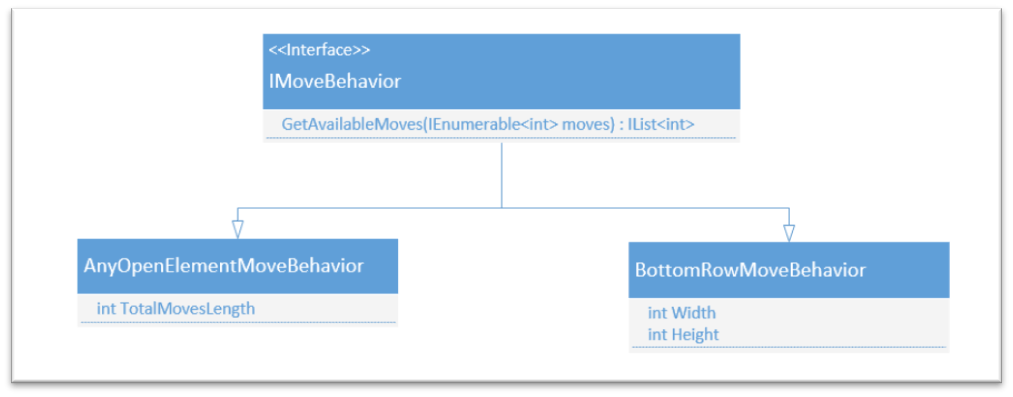 <<Interface>>
IMoveBehavior
GetAvailableMoves(IEnumerable<int> moves) : IList<int>
AnyOpenElementMoveBehavior
int TotalMovesLength
BottomRowMoveBehavior
int Width
int Height